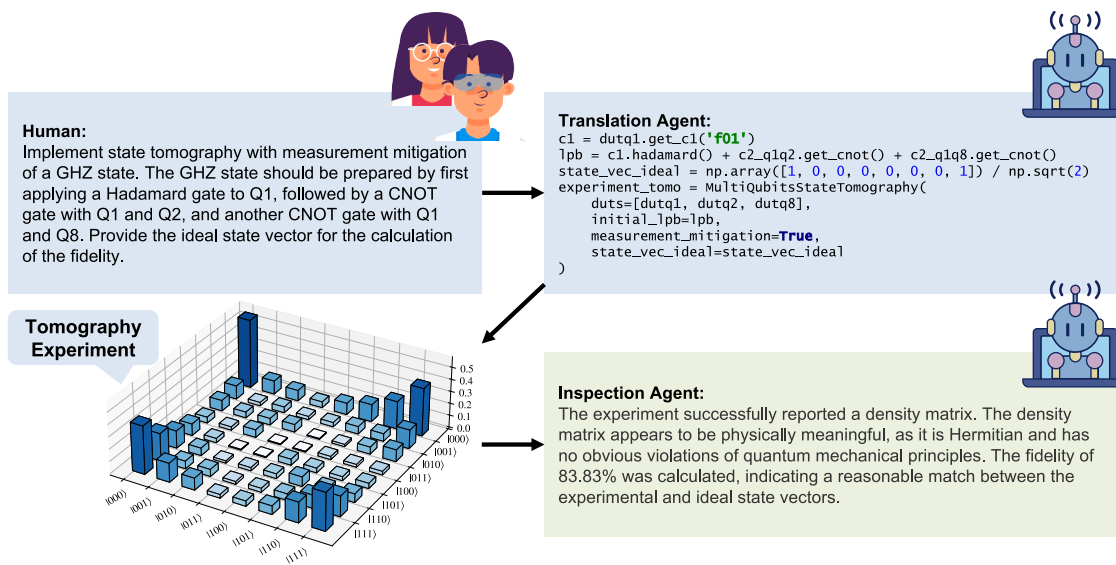 Human:
Implement state tomography with measurement mitigation
of a GHZ state. The GHZ state should be prepared by first
applying a Hadamard gate to Q1, followed by a CNOT
gate with Q1 and Q2, and another CNOT gate with Q1
and Q8. Provide the ideal state vector for the calculation
of the fidelity.
Translation Agent:
c1 = dutq1.get_c1('f01')
lpb = c1.hadamard() + c2_q1q2.get_cnot() + c2_q1q8.get_cnot()
state_vec_ideal = np.array([1, 0, 0, 0, 0, 0, 0, 1]) / np.sqrt(2)
experiment_tomo = MultiQubitsStateTomography(
    duts=[dutq1, dutq2, dutq8],
    initial_lpb=lpb,
    measurement_mitigation=True,
    state_vec_ideal=state_vec_ideal
)
Tomography
Experiment
0.5
0.4
0.3
0.2
0.1
0.0
|000⟩
|001⟩
|010⟩
|011⟩
|100⟩
|101⟩
|110⟩
|111⟩
|000⟩
|001⟩
|010⟩
|011⟩
|100⟩
|101⟩
|110⟩
|111⟩
Inspection Agent:
The experiment successfully reported a density matrix. The density
matrix appears to be physically meaningful, as it is Hermitian and has
no obvious violations of quantum mechanical principles. The fidelity of
83.83% was calculated, indicating a reasonable match between the
experimental and ideal state vectors.